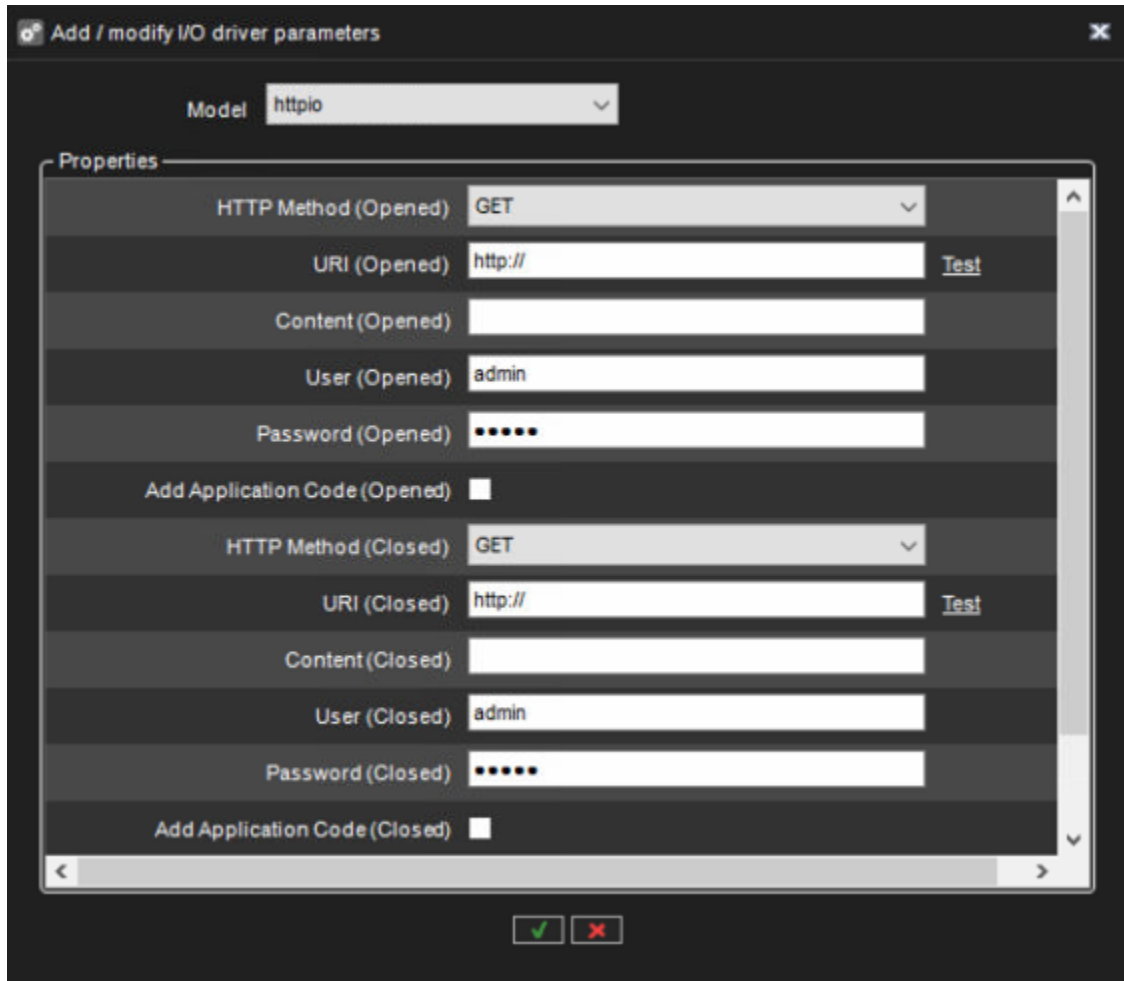 Add / modify I/O driver parameters
Model httpio
Properties
HTTP Method (Opened) GET
URI (Opened) http:// Test
Content (Opened)
User (Opened) admin
Password (Opened) •••••
Add Application Code (Opened)
HTTP Method (Closed) GET
URI (Closed) http:// Test
Content (Closed)
User (Closed) admin
Password (Closed) •••••
Add Application Code (Closed)